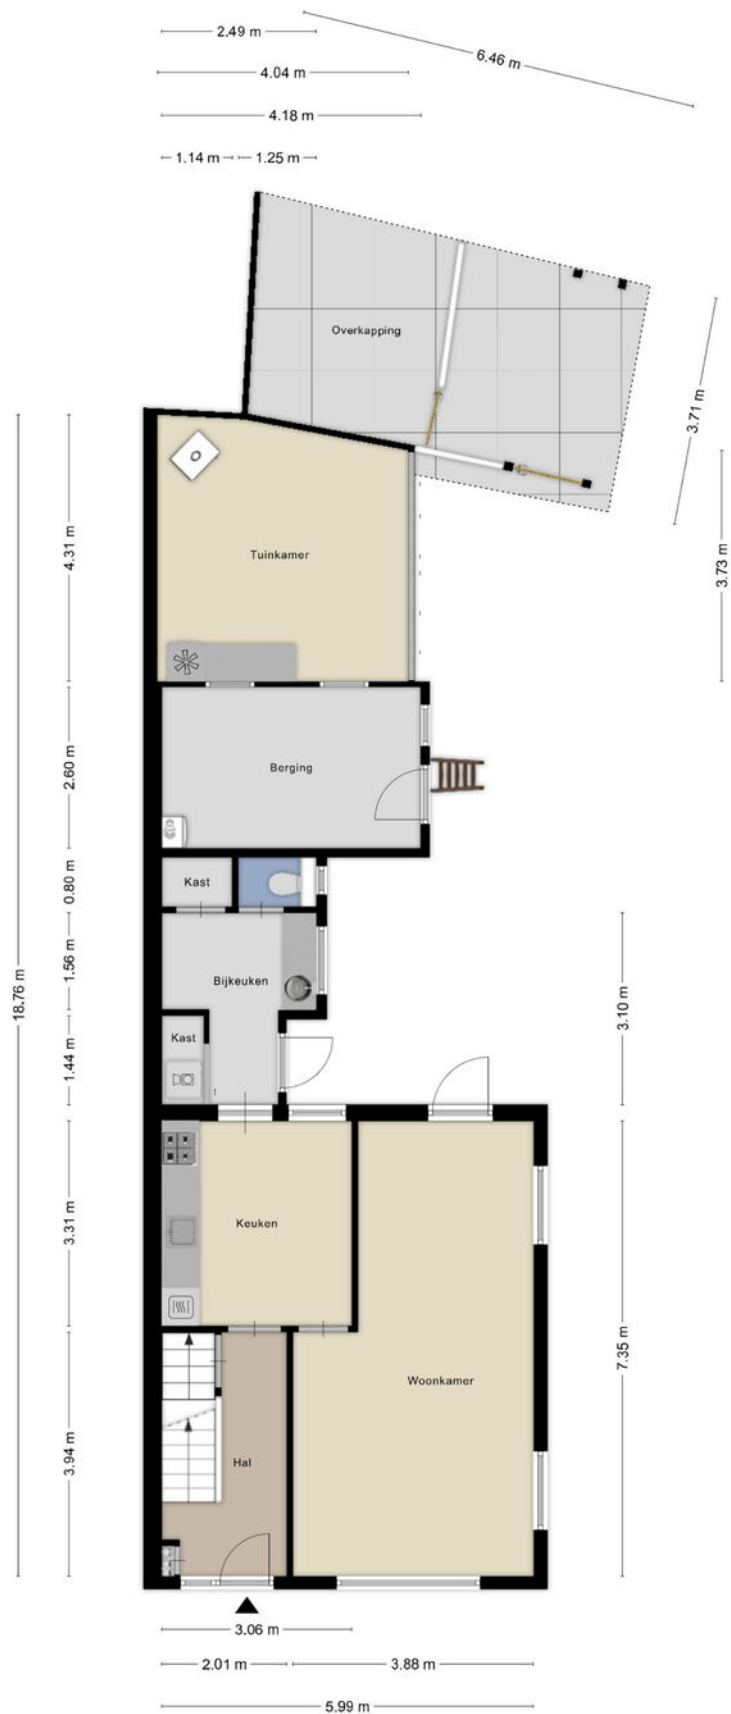 2.49 m
6.46 m
4.04 m
4.18 m
1.14 m
1.25 m
Overkapping
3.71 m
4.31 m
3.73 m
Tuinkamer
2.60 m
Berging
0.80 m
Kast
18.76 m
1.56 m
Bijkeuken
3.10 m
1.44 m
Kast
3.31 m
Keuken
7.35 m
Woonkamer
3.94 m
Hal
3.06 m
2.01 m
3.88 m
5.99 m